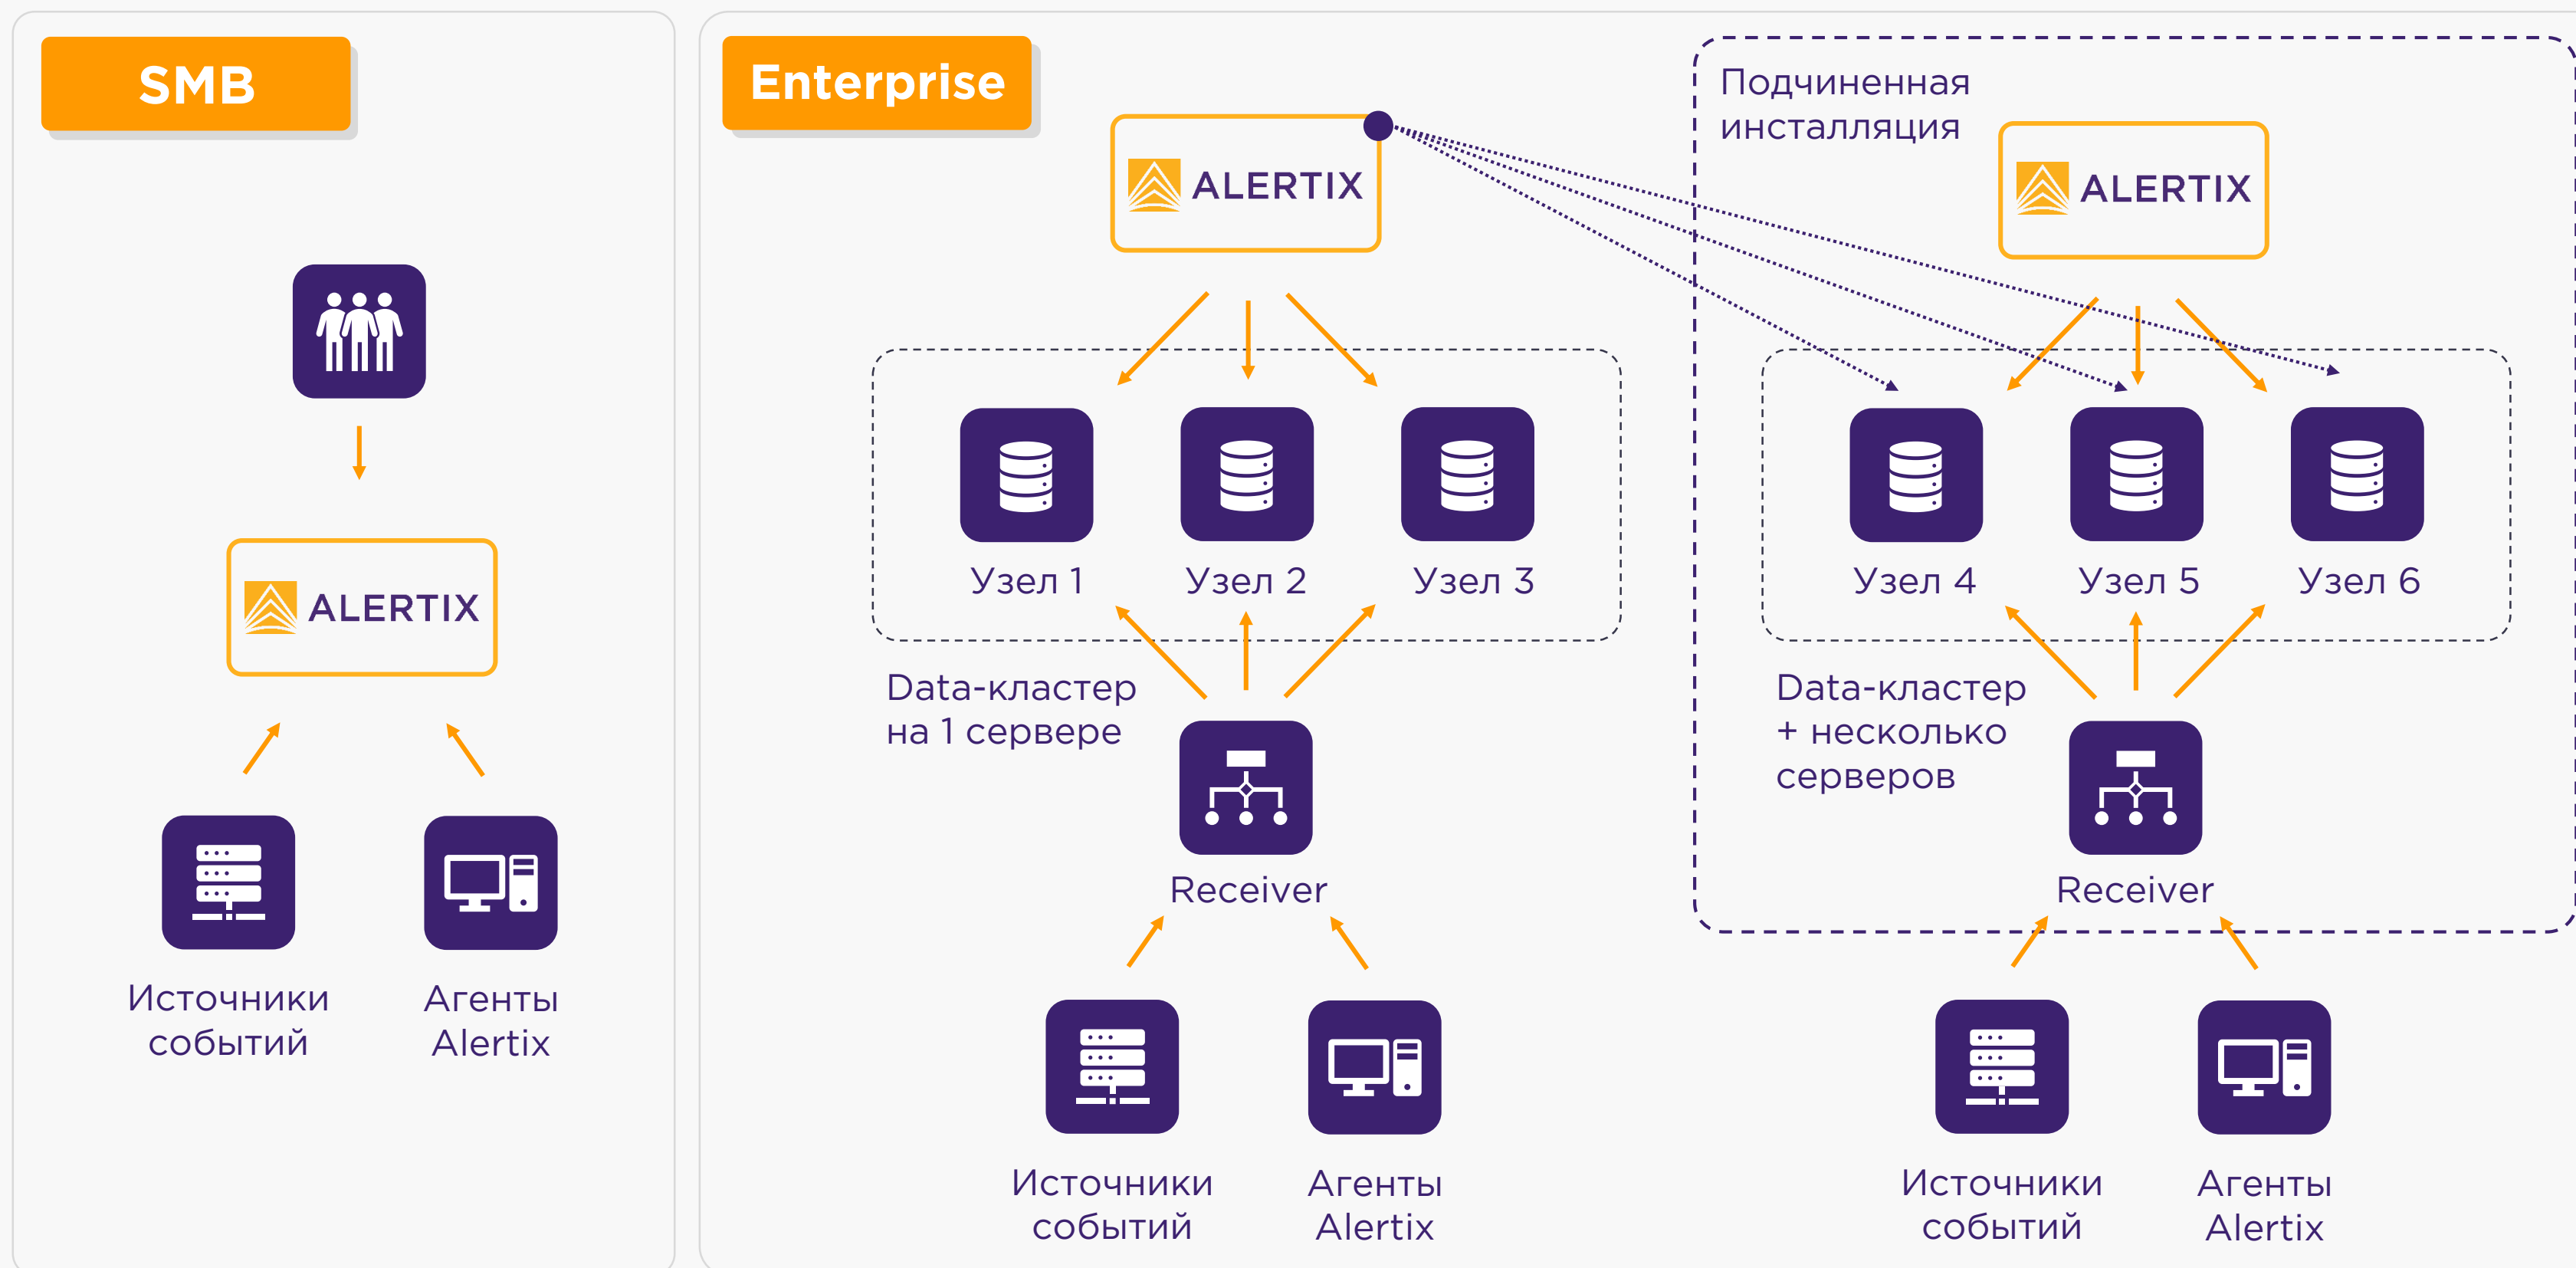 SMB
ALERTIX
Источники
событий
Агенты
Alertix
Enterprise
ALERTIX
Узел 1
Узел 2
Узел 3
Data-кластер
на 1 сервере
Receiver
Источники
событий
Агенты
Alertix
Подчиненная
инсталляция
ALERTIX
Узел 4
Узел 5
Узел 6
Data-кластер
+ несколько
серверов
Receiver
Источники
событий
Агенты
Alertix